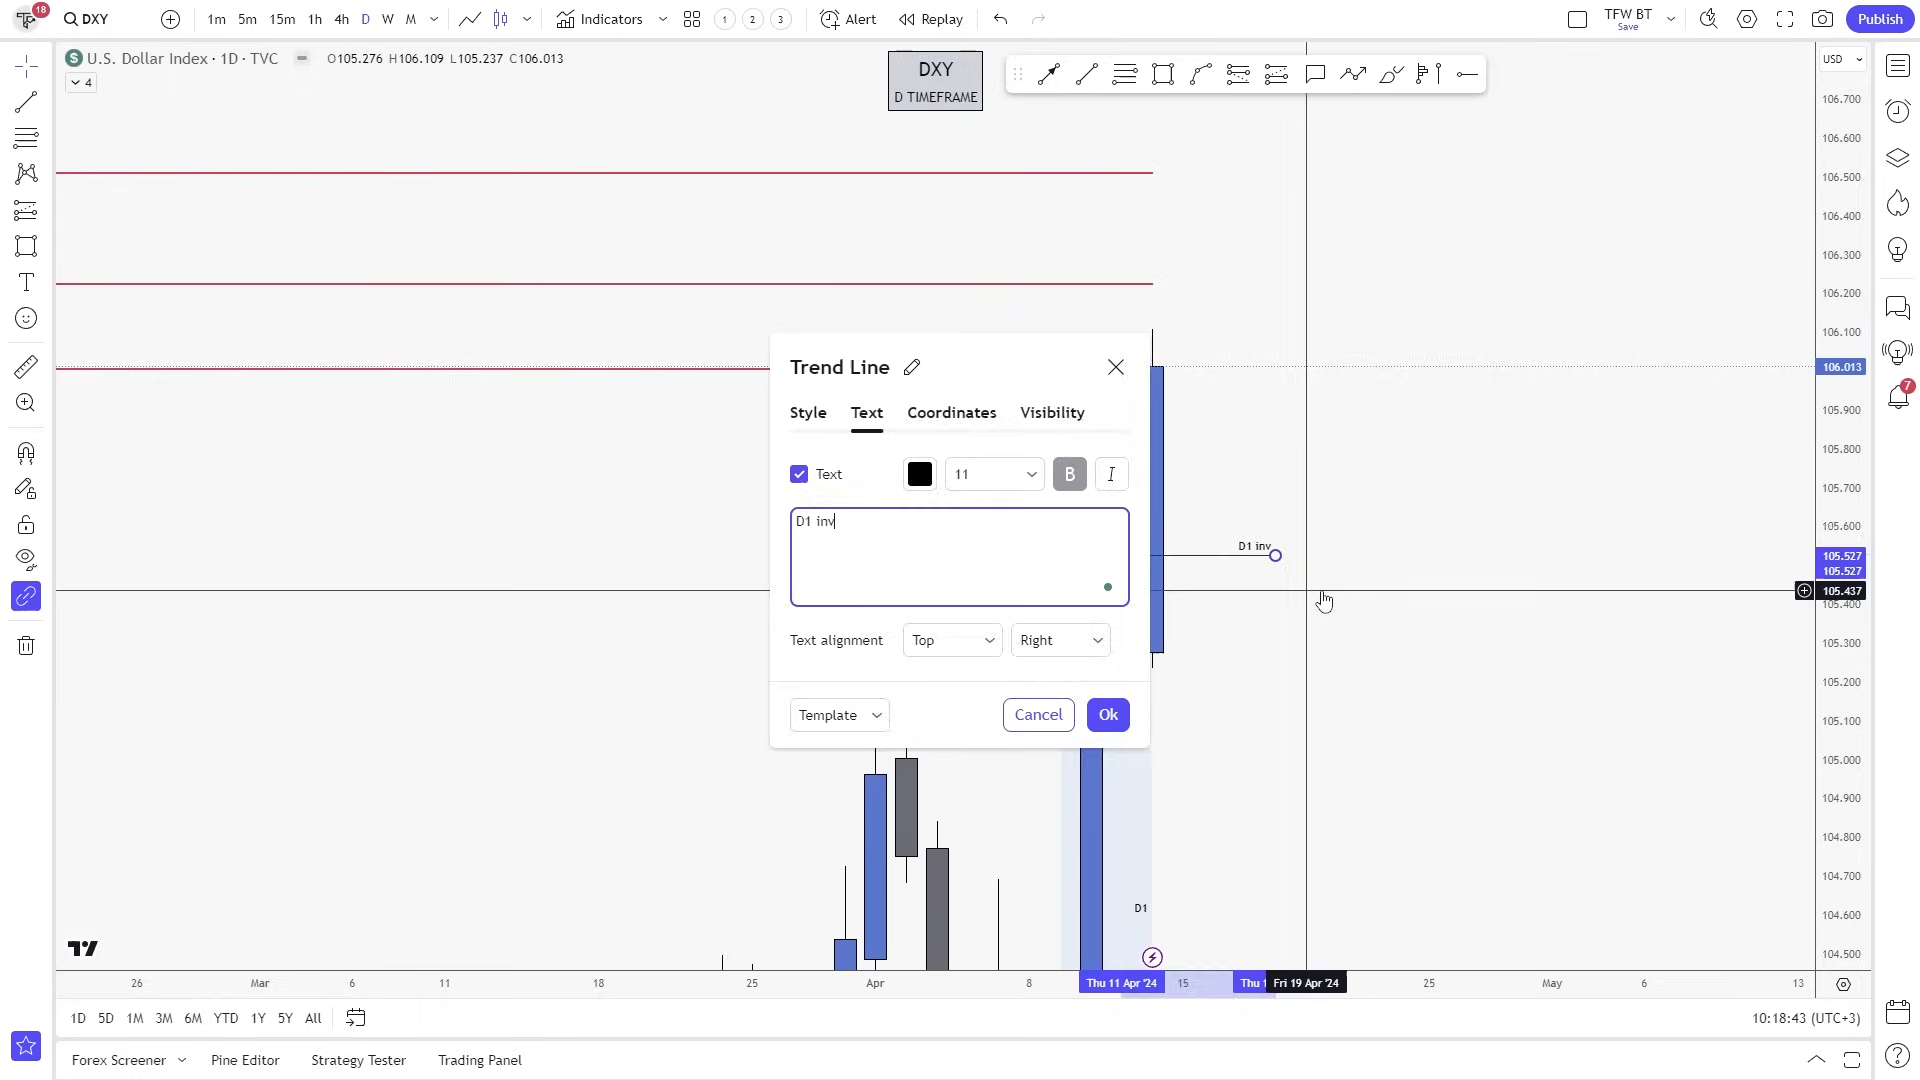 18
DXY
1m 5m 15m 1h 4h D W M
Indicators
1 2 3
Alert
Replay
TFW BT
Save
Publish
U.S. Dollar Index · 1D · TVC
O105.276 H106.109 L105.237 C106.013
4
DXY
D TIMEFRAME
USD
106.700
106.600
106.500
106.400
106.300
106.200
106.100
106.013
105.900
105.800
105.700
105.600
105.527
105.527
105.437
105.400
105.300
105.200
105.100
105.000
104.900
104.800
104.700
104.600
104.500
7
Trend Line
Style Text Coordinates Visibility
Text
11
B I
D1 inv
Text alignment Top Right
Template Cancel Ok
D1 inv
D1
26 Mar 6 11 18 25 Apr 8 Thu 11 Apr '24 15 Thu 1 Fri 19 Apr '24 25 May 6 13
1D 5D 1M 3M 6M YTD 1Y 5Y All
10:18:43 (UTC+3)
Forex Screener Pine Editor Strategy Tester Trading Panel